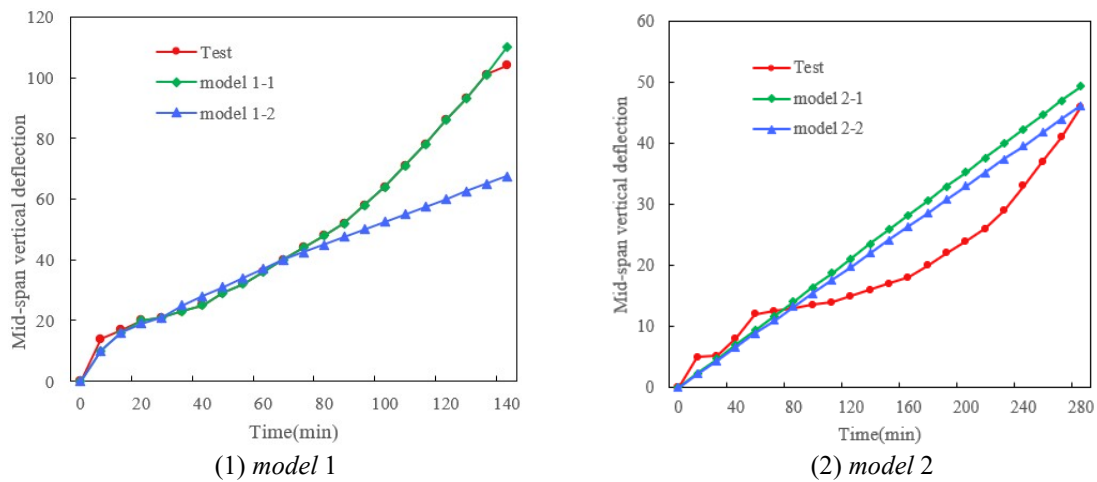 120
100
80
60
40
20
0
Mid-span vertical deflection
Test
model 1-1
model 1-2
0 20 40 60 80 100 120 140
Time(min)
(1) model 1
60
50
40
30
20
10
0
Mid-span vertical deflection
Test
model 2-1
model 2-2
0 40 80 120 160 200 240 280
Time(min)
(2) model 2